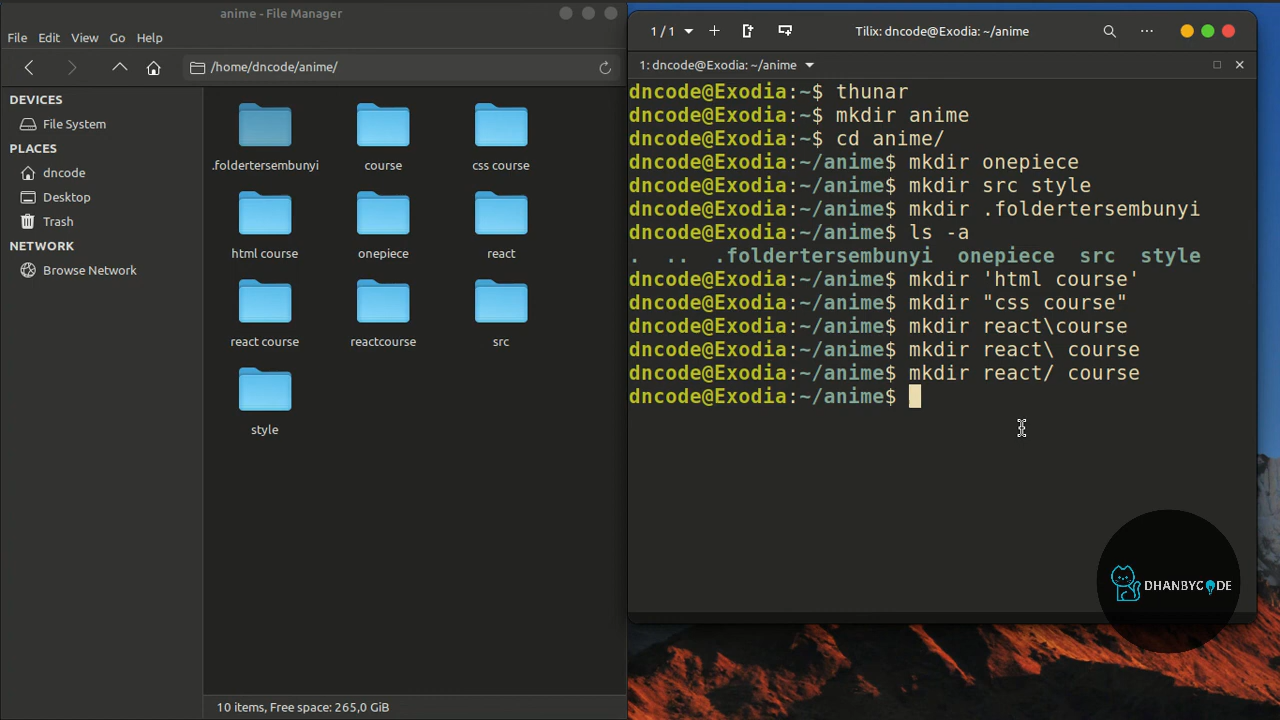 anime - File Manager
File Edit View Go Help
/home/dncode/anime/
DEVICES
File System
PLACES
dncode
Desktop
Trash
NETWORK
Browse Network
.foldertersembunyi course css course
html course onepiece react
react course reactcourse src
style
10 items, Free space: 265,0 GiB
1 / 1 Tilix: dncode@Exodia: ~/anime
1: dncode@Exodia: ~/anime
dncode@Exodia:~$ thunar
dncode@Exodia:~$ mkdir anime
dncode@Exodia:~$ cd anime/
dncode@Exodia:~/anime$ mkdir onepiece
dncode@Exodia:~/anime$ mkdir src style
dncode@Exodia:~/anime$ mkdir .foldertersembunyi
dncode@Exodia:~/anime$ ls -a
.  ..  .foldertersembunyi  onepiece  src  style
dncode@Exodia:~/anime$ mkdir 'html course'
dncode@Exodia:~/anime$ mkdir "css course"
dncode@Exodia:~/anime$ mkdir react\course
dncode@Exodia:~/anime$ mkdir react\ course
dncode@Exodia:~/anime$ mkdir react/ course
dncode@Exodia:~/anime$
DHANBYCODE